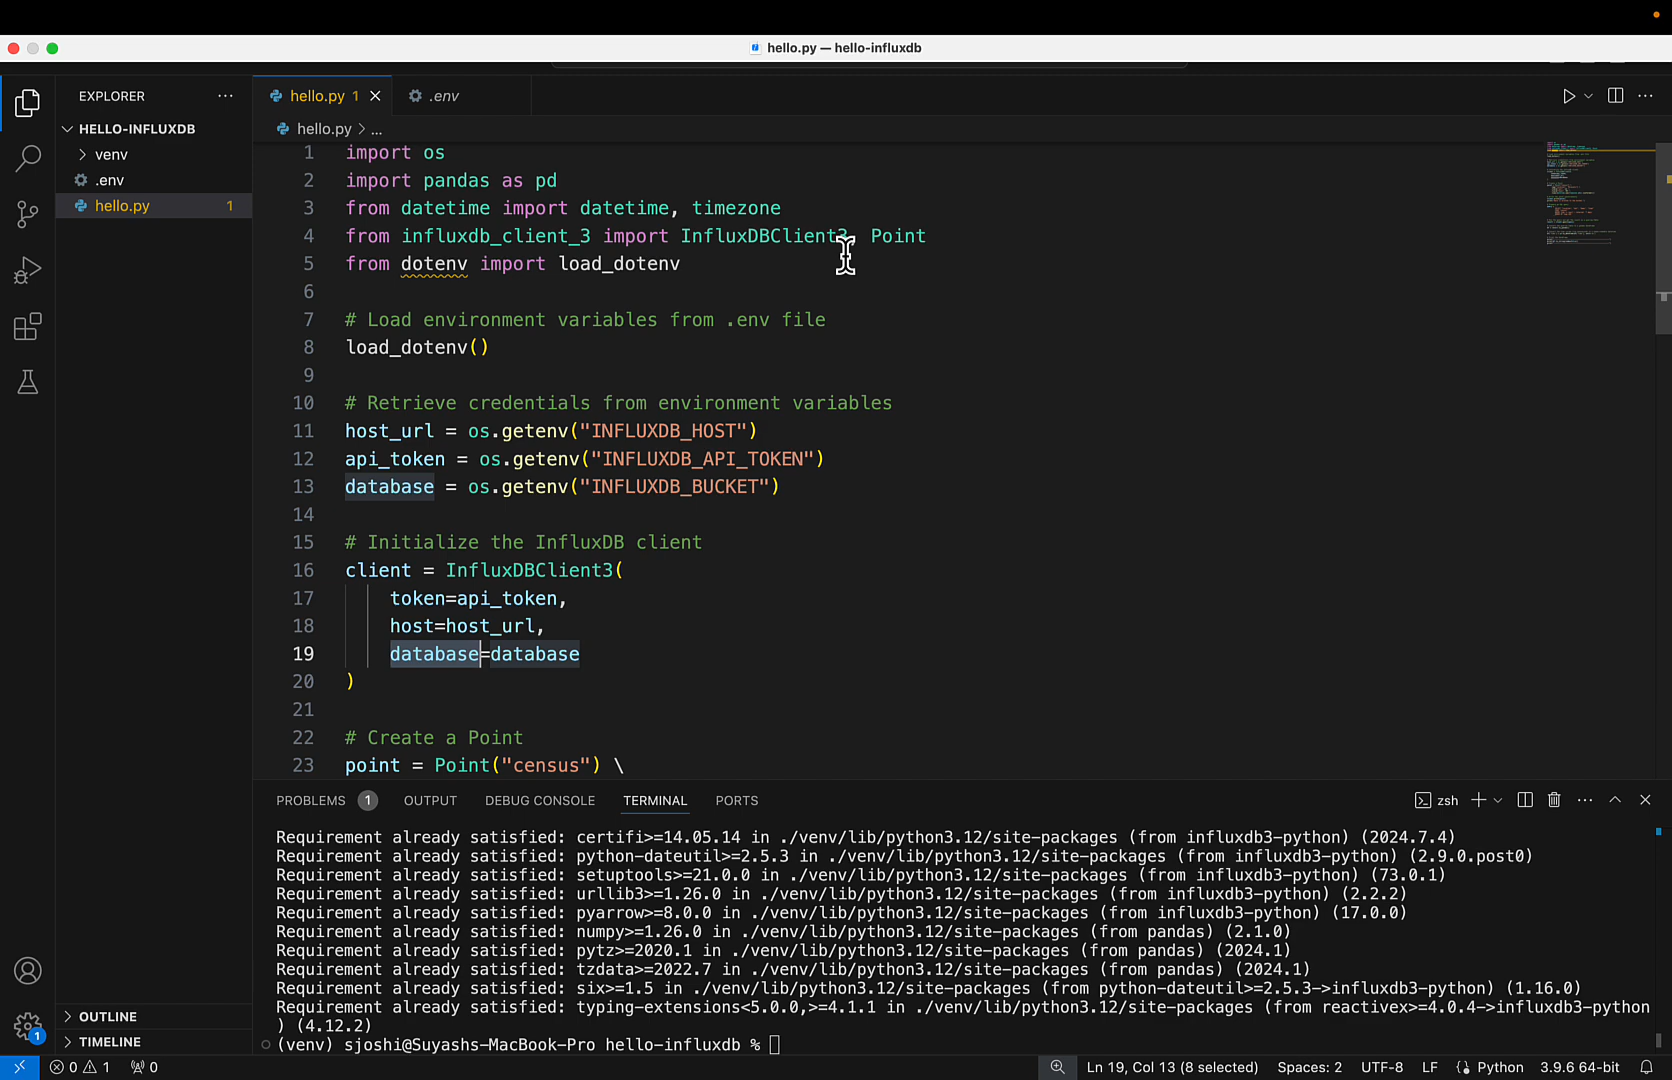 hello.py — hello-influxdb
EXPLORER
hello.py 1
.env
HELLO-INFLUXDB
hello.py > ...
venv
.env
hello.py 1
1 import os
2 import pandas as pd
3 from datetime import datetime, timezone
4 from influxdb_client_3 import InfluxDBClient3, Point
5 from dotenv import load_dotenv
6
7 # Load environment variables from .env file
8 load_dotenv()
9
10 # Retrieve credentials from environment variables
11 host_url = os.getenv("INFLUXDB_HOST")
12 api_token = os.getenv("INFLUXDB_API_TOKEN")
13 database = os.getenv("INFLUXDB_BUCKET")
14
15 # Initialize the InfluxDB client
16 client = InfluxDBClient3(
17 token=api_token,
18 host=host_url,
19 database=database
20 )
21
22 # Create a Point
23 point = Point("census") \
PROBLEMS 1 OUTPUT DEBUG CONSOLE TERMINAL PORTS
zsh
Requirement already satisfied: certifi>=14.05.14 in ./venv/lib/python3.12/site-packages (from influxdb3-python) (2024.7.4)
Requirement already satisfied: python-dateutil>=2.5.3 in ./venv/lib/python3.12/site-packages (from influxdb3-python) (2.9.0.post0)
Requirement already satisfied: setuptools>=21.0.0 in ./venv/lib/python3.12/site-packages (from influxdb3-python) (73.0.1)
Requirement already satisfied: urllib3>=1.26.0 in ./venv/lib/python3.12/site-packages (from influxdb3-python) (2.2.2)
Requirement already satisfied: pyarrow>=8.0.0 in ./venv/lib/python3.12/site-packages (from influxdb3-python) (17.0.0)
Requirement already satisfied: numpy>=1.26.0 in ./venv/lib/python3.12/site-packages (from pandas) (2.1.0)
Requirement already satisfied: pytz>=2020.1 in ./venv/lib/python3.12/site-packages (from pandas) (2024.1)
Requirement already satisfied: tzdata>=2022.7 in ./venv/lib/python3.12/site-packages (from pandas) (2024.1)
Requirement already satisfied: six>=1.5 in ./venv/lib/python3.12/site-packages (from python-dateutil>=2.5.3->influxdb3-python) (1.16.0)
Requirement already satisfied: typing-extensions<5.0.0,>=4.1.1 in ./venv/lib/python3.12/site-packages (from reactivex>=4.0.4->influxdb3-python
) (4.12.2)
(venv) sjoshi@Suyashs-MacBook-Pro hello-influxdb %
OUTLINE
TIMELINE
1
0 1 0
Ln 19, Col 13 (8 selected) Spaces: 2 UTF-8 LF Python 3.9.6 64-bit